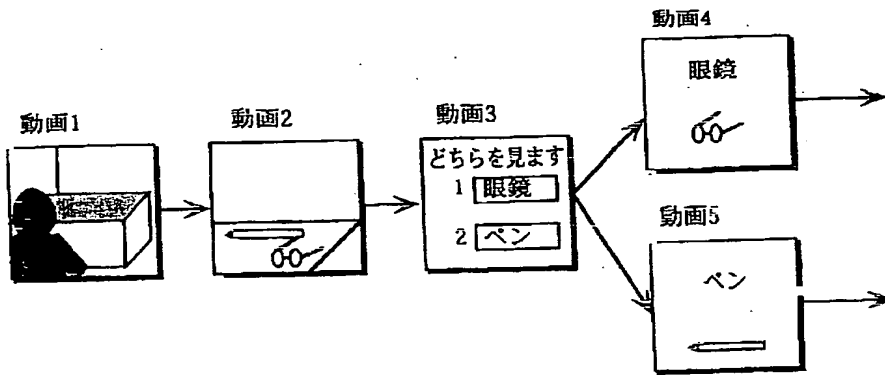 動画1
動画2
動画3
どちらを見ます
1 眼鏡
2 ペン
動画4
眼鏡
動画5
ペン